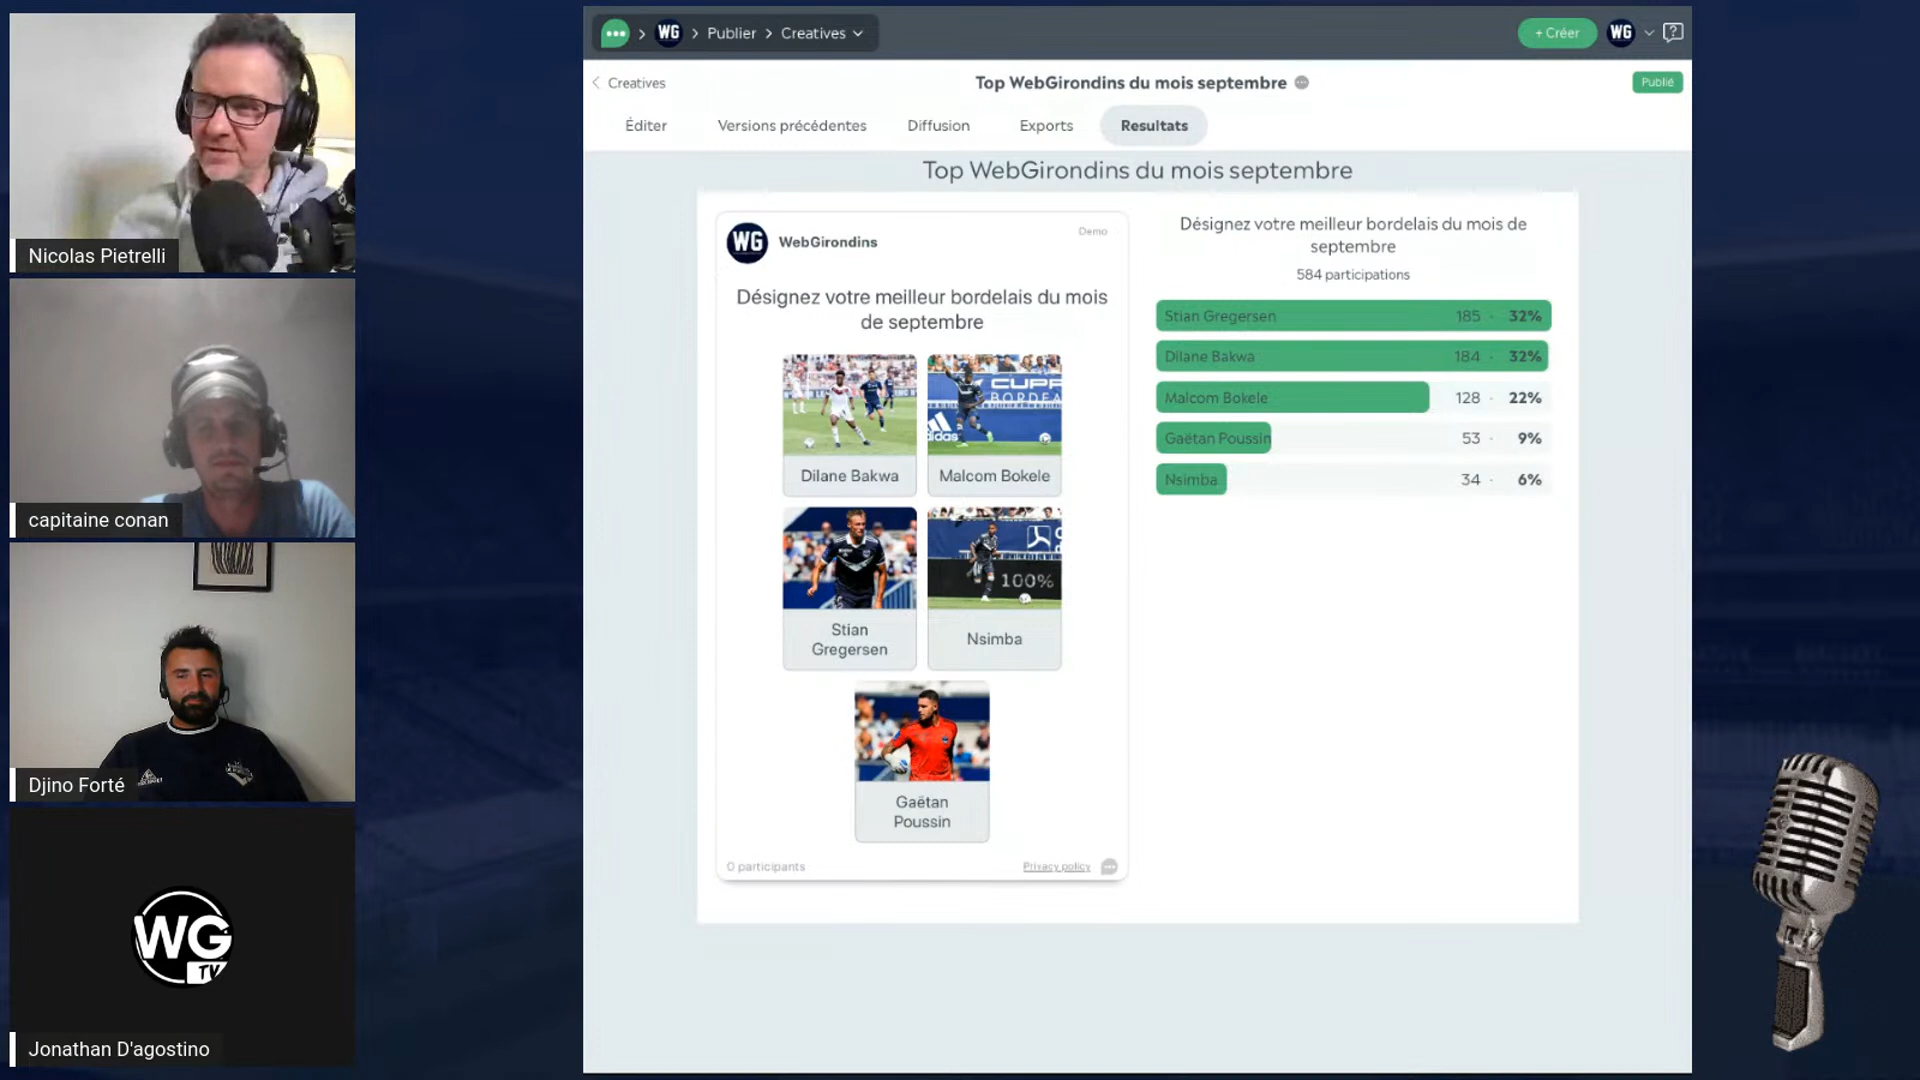 Nicolas Pietrelli
capitaine conan
Djino Forté
WG
TV
Jonathan D'agostino
WG
Publier
Creatives
+ Créer
WG
?
Creatives
Top WebGirondins du mois septembre
Publié
Éditer
Versions précédentes
Diffusion
Exports
Resultats
Top WebGirondins du mois septembre
WG
WebGirondins
Demo
Désignez votre meilleur bordelais du mois
de septembre
CUPR
BORDEA
adidas
Dilane Bakwa
Malcom Bokele
100%
Stian
Gregersen
Nsimba
Gaëtan
Poussin
0 participants
Privacy policy
Désignez votre meilleur bordelais du mois de
septembre
584 participations
Stian Gregersen 185 - 32%
Dilane Bakwa 184 - 32%
Malcom Bokele 128 - 22%
Gaëtan Poussin 53 - 9%
Nsimba 34 - 6%